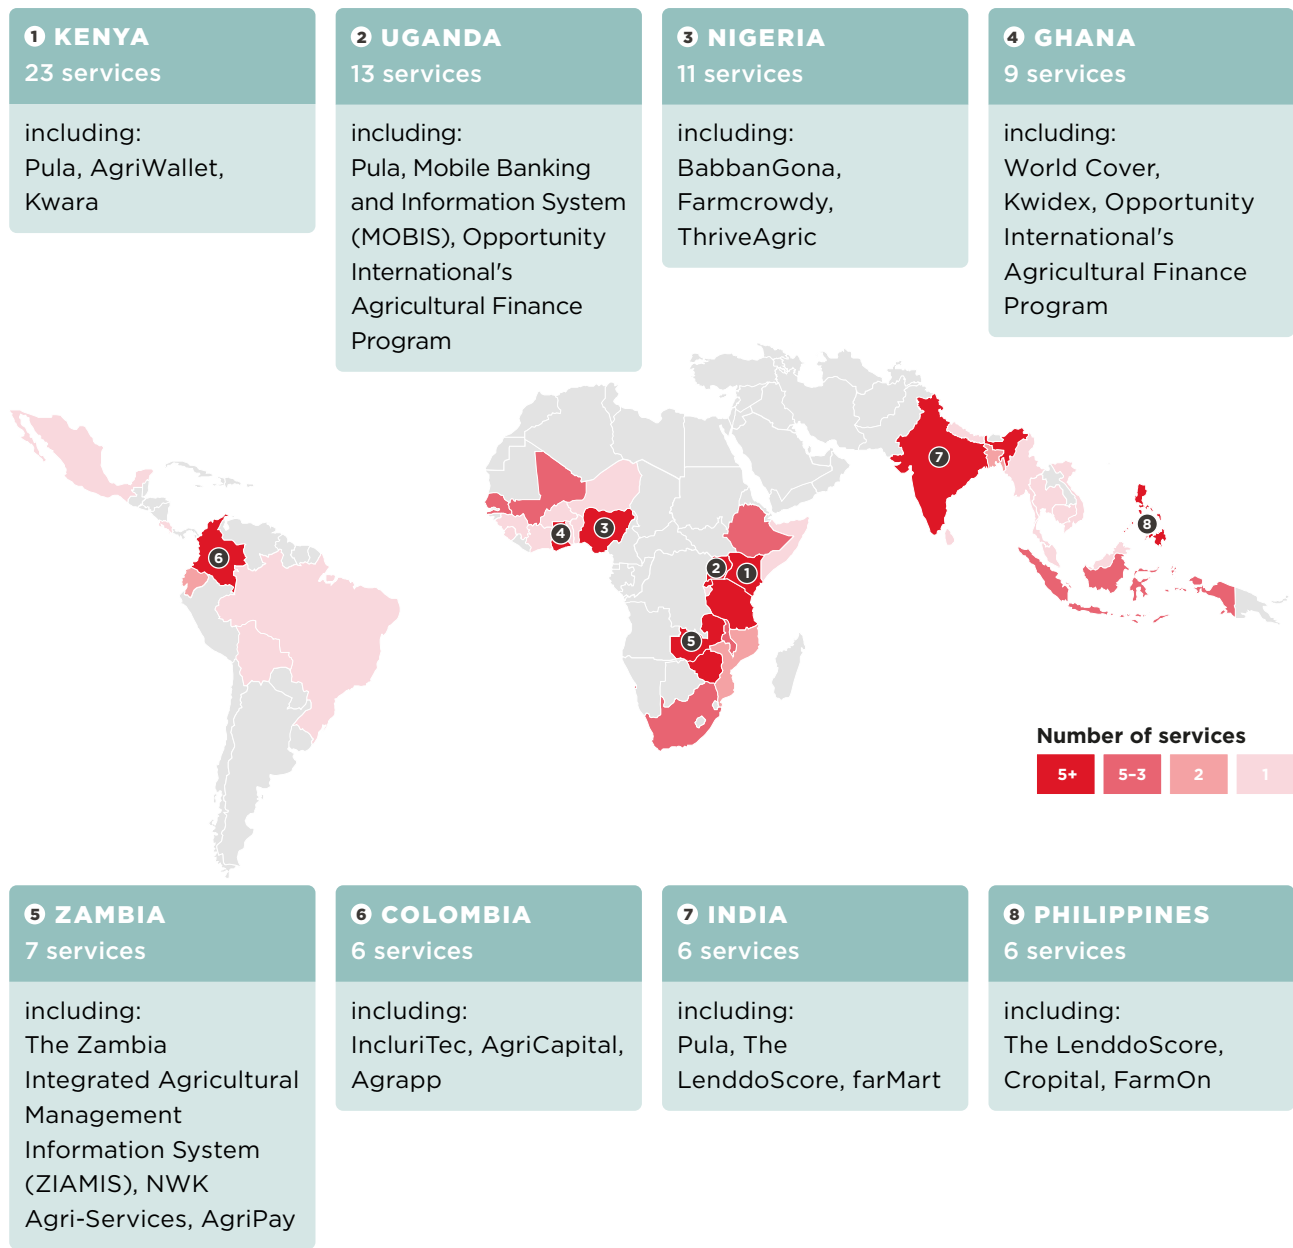 1 KENYA
23 services
including:
Pula, AgriWallet,
Kwara
2 UGANDA
13 services
including:
Pula, Mobile Banking
and Information System
(MOBIS), Opportunity
International's
Agricultural Finance
Program
3 NIGERIA
11 services
including:
BabbanGona,
Farmcrowdy,
ThriveAgric
4 GHANA
9 services
including:
World Cover,
Kwidex, Opportunity
International's
Agricultural Finance
Program
7
8
4
3
6
2
1
5
Number of services
5+
5-3
2
1
5 ZAMBIA
7 services
including:
The Zambia
Integrated Agricultural
Management
Information System
(ZIAMIS), NWK
Agri-Services, AgriPay
6 COLOMBIA
6 services
including:
IncluriTec, AgriCapital,
Agrapp
7 INDIA
6 services
including:
Pula, The
LenddoScore, farMart
8 PHILIPPINES
6 services
including:
The LenddoScore,
Cropital, FarmOn